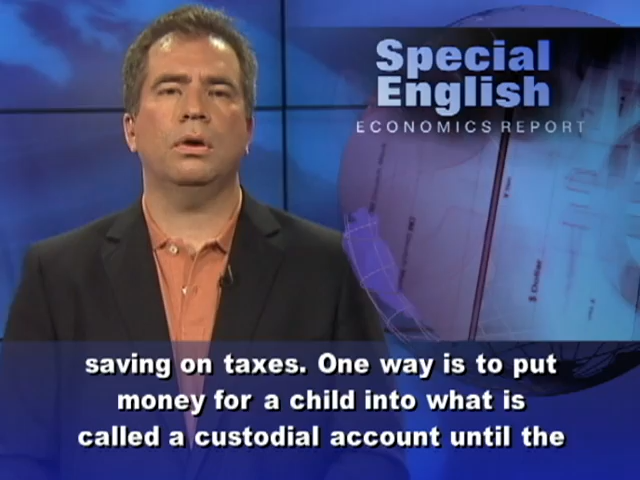 Special
English
ECONOMICS REPORT
$ Dollar
saving on taxes. One way is to put
money for a child into what is
called a custodial account until the